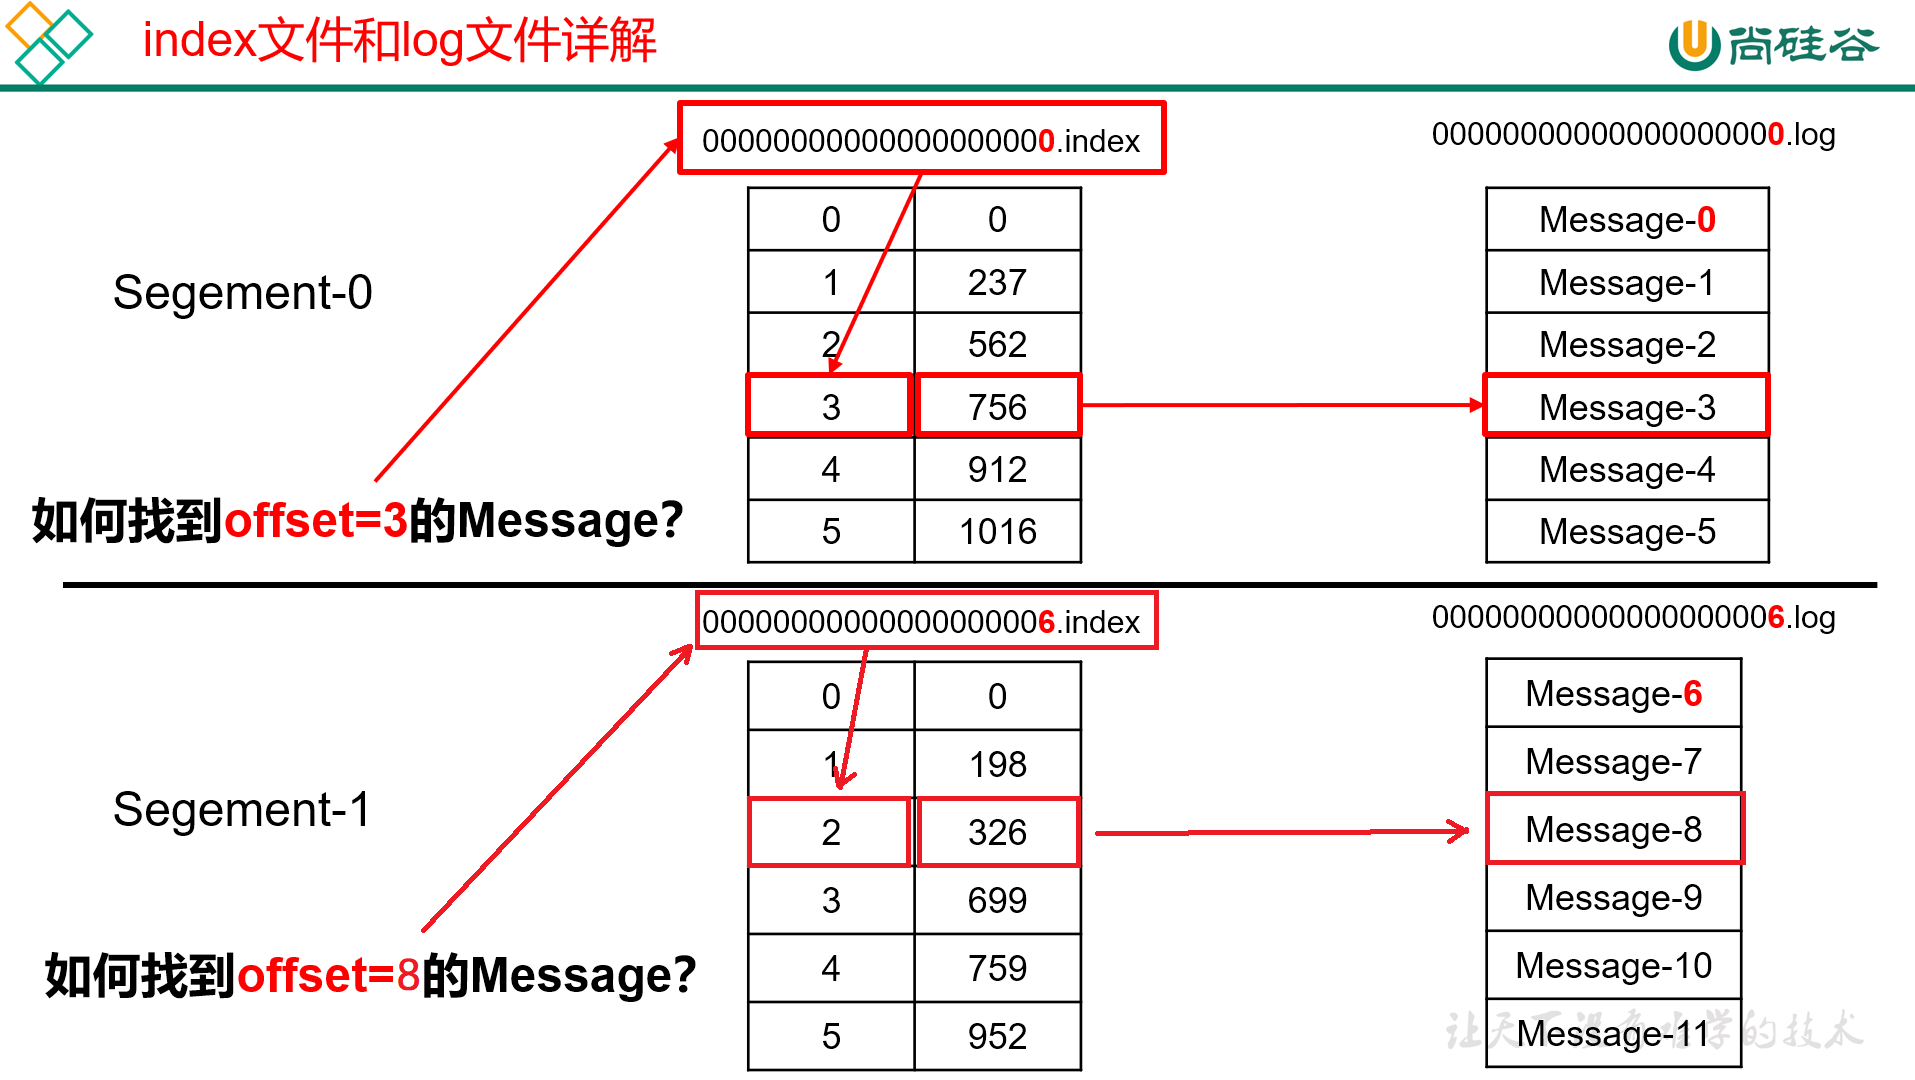 index文件和log文件详解
尚硅谷
00000000000000000000.index
00000000000000000000.log
Segement-0
0 0
1 237
2 562
3 756
4 912
5 1016
Message-0
Message-1
Message-2
Message-3
Message-4
Message-5
如何找到offset=3的Message?
00000000000000000006.index
00000000000000000006.log
Segement-1
0 0
1 198
2 326
3 699
4 759
5 952
Message-6
Message-7
Message-8
Message-9
Message-10
Message-11
如何找到offset=8的Message?
让天下没有难学的技术